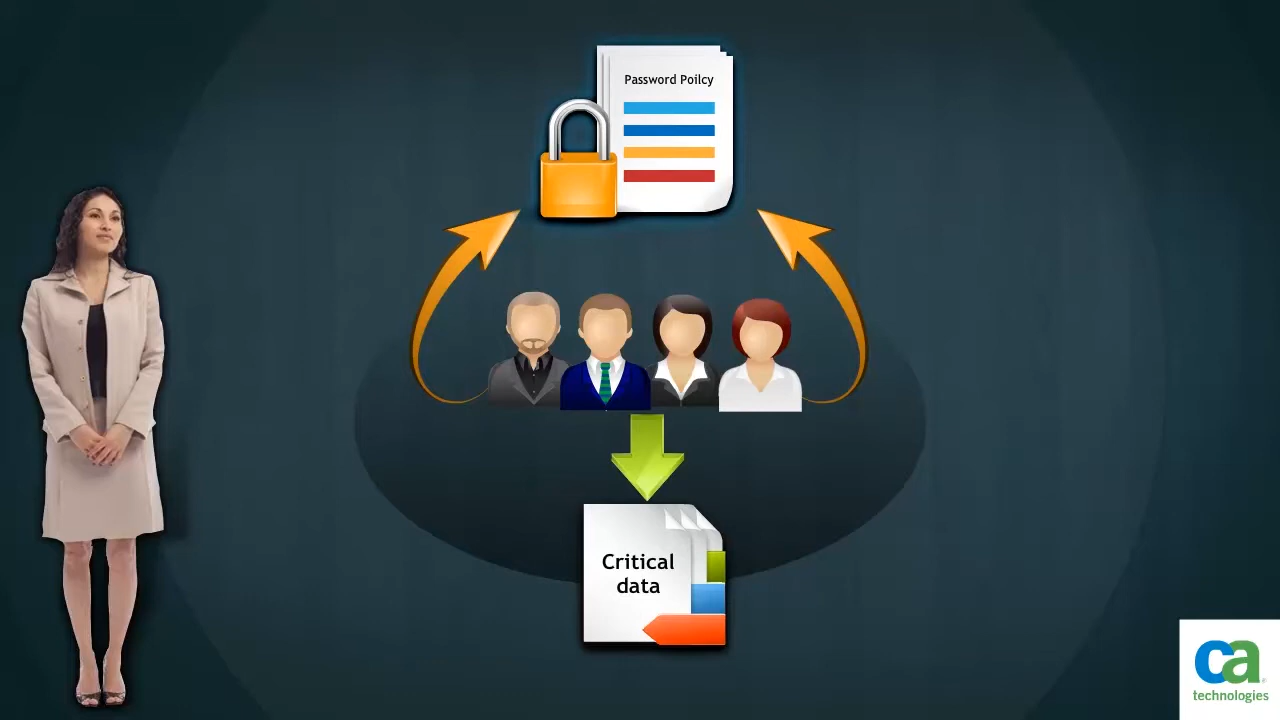 Password Poilcy
Critical
data
ca
technologies